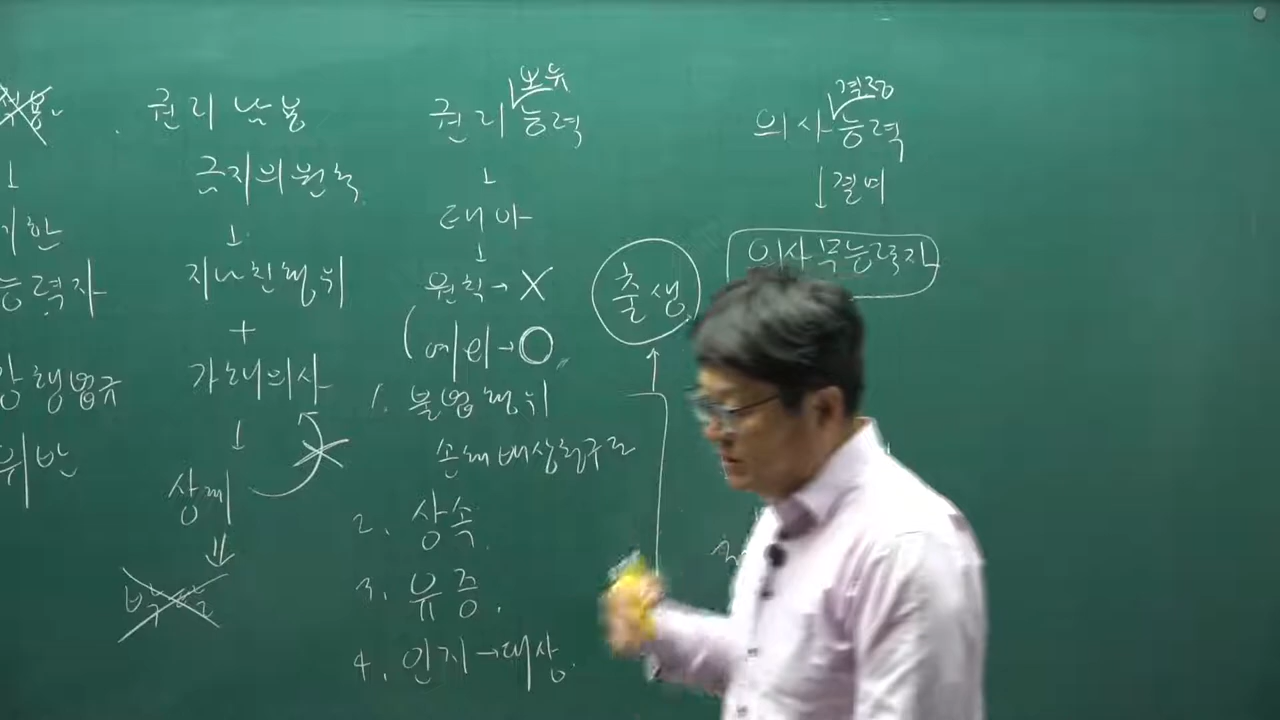 권리남용
금지의 원칙
↓
지나친 행위
+
가해의사
↓
상계
⇓
기한
능력자
강행법규
위반
보유
권리능력
↓
태아
↓
원칙→X
(예외→O
1. 불법행위
손해배상청구권
2. 상속
3. 유증
4. 인지→대상
출생
의사능력
↓결여
의사무능력자